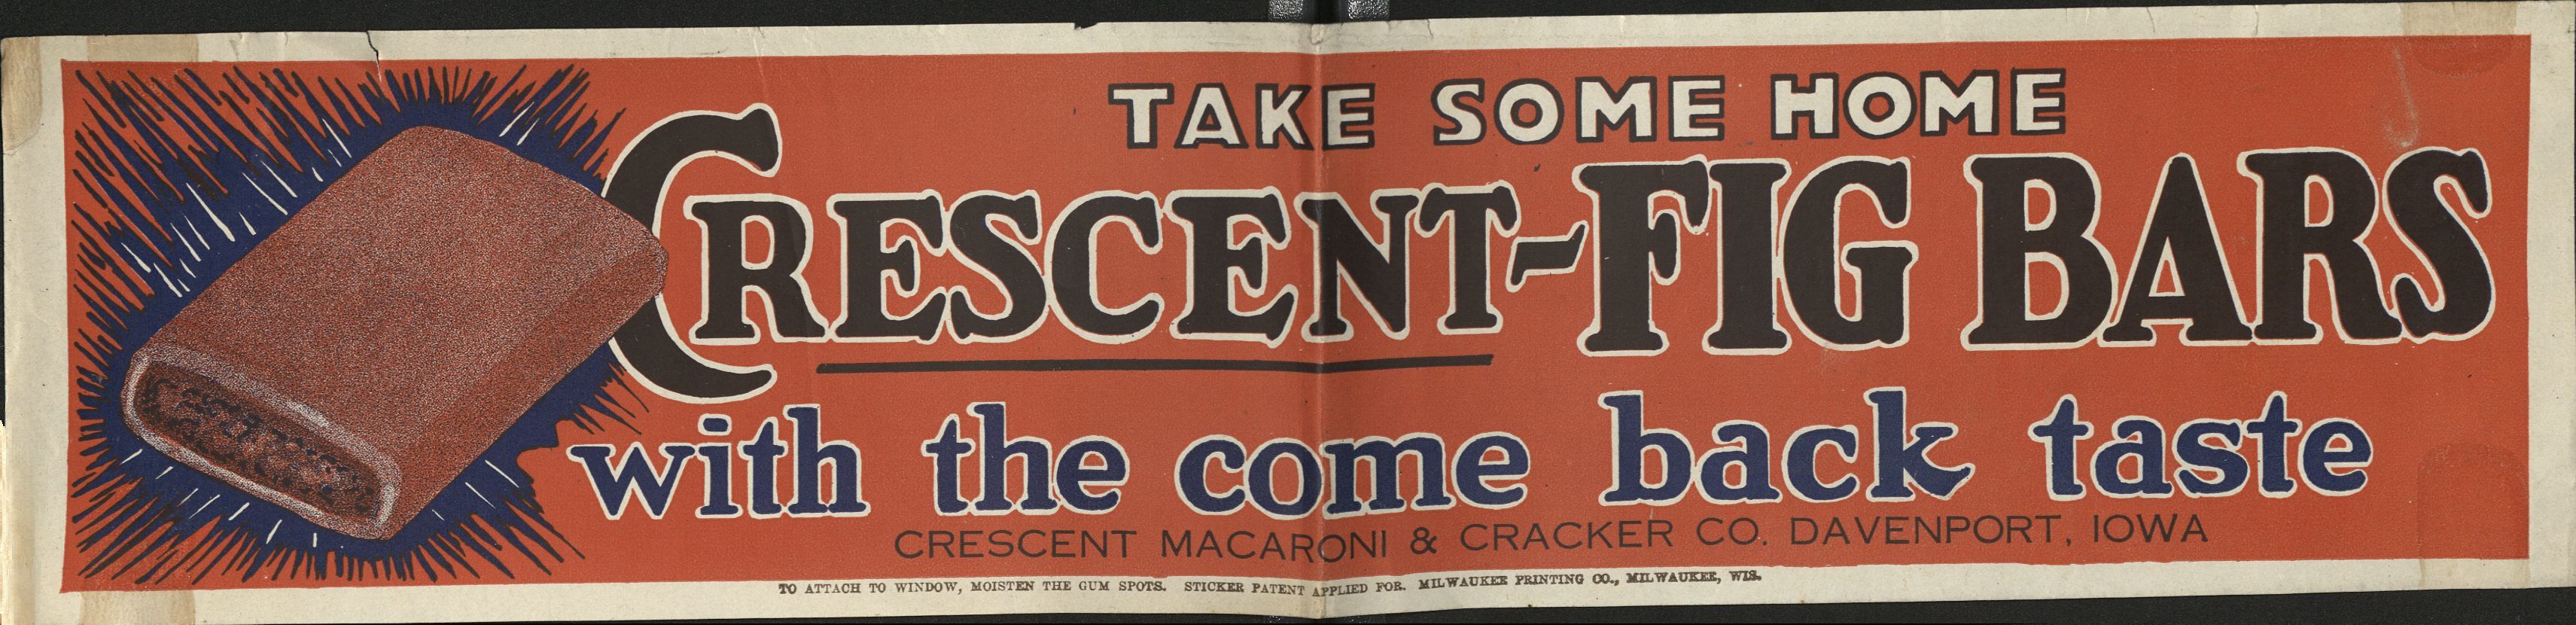 TAKE SOME HOME
CRESCENT-FIG BARS
with the come back taste
CRESCENT MACARONI & CRACKER CO. DAVENPORT, IOWA
TO ATTACH TO WINDOW, MOISTEN THE GUM SPOTS. STICKER PATENT APPLIED FOR. MILWAUKEE PRINTING CO., MILWAUKEE, WIS.